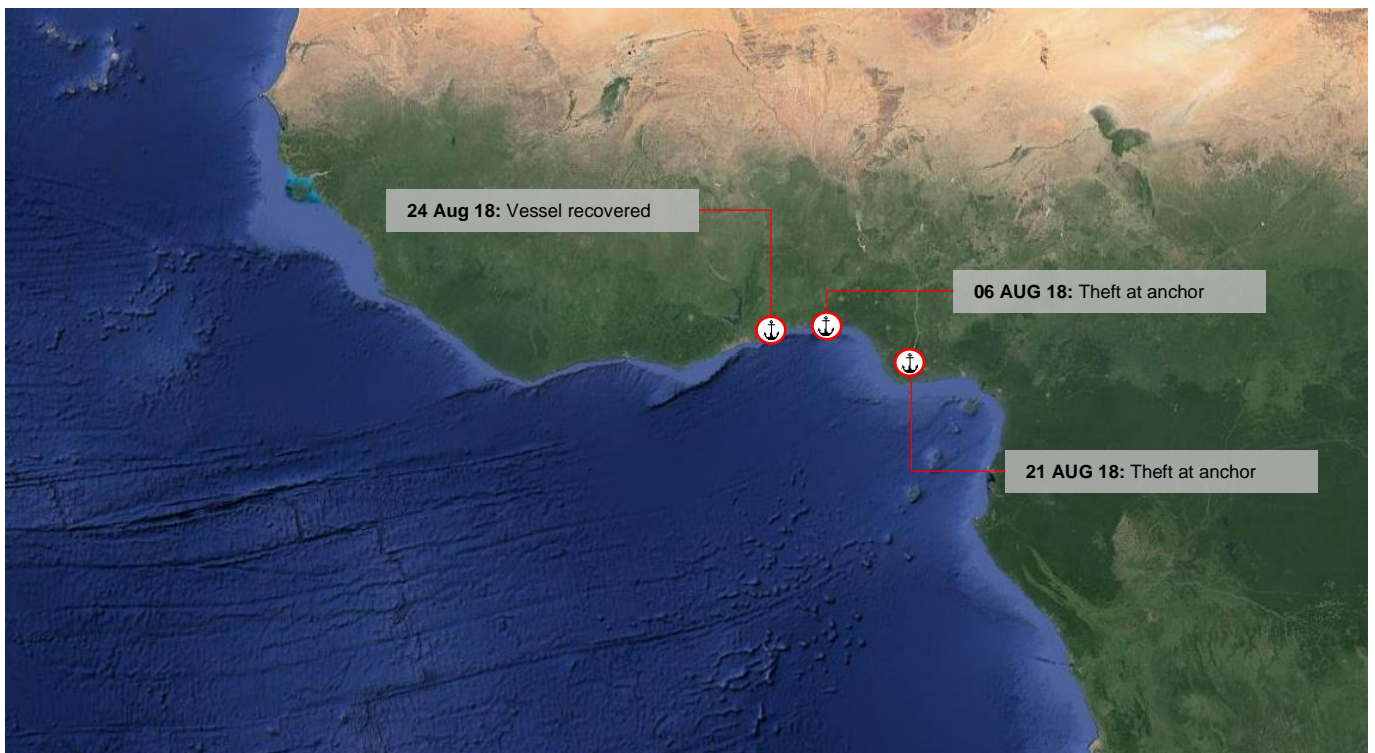 24 Aug 18: Vessel recovered
06 AUG 18: Theft at anchor
21 AUG 18: Theft at anchor